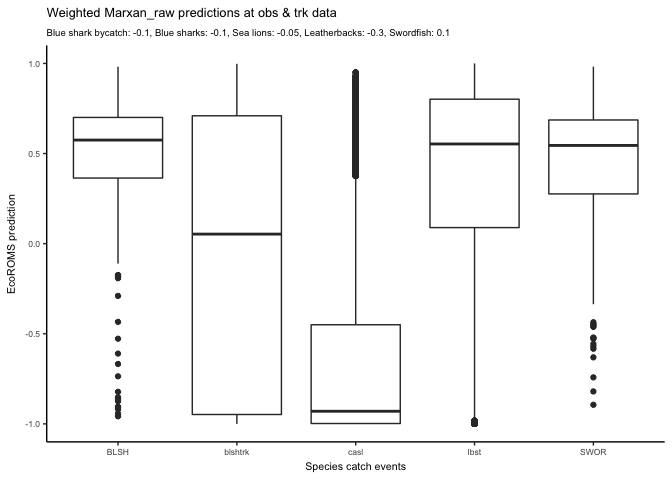 Weighted Marxan_raw predictions at obs & trk data
Blue shark bycatch: -0.1, Blue sharks: -0.1, Sea lions: -0.05, Leatherbacks: -0.3, Swordfish: 0.1
1.0
0.5
0.0
-0.5
-1.0
EcoROMS prediction
BLSH blshtrk casl lbst SWOR
Species catch events